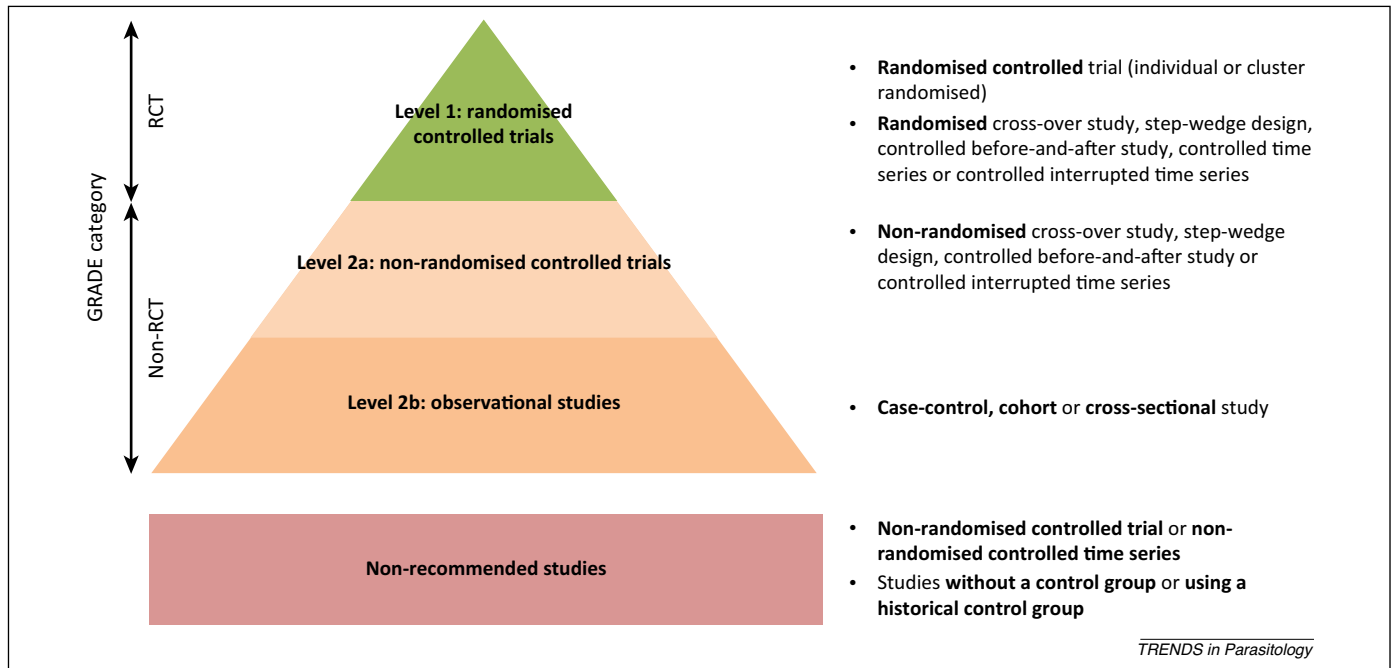 GRADE category
RCT
Non-RCT
Level 1: randomised
controlled trials
Level 2a: non-randomised controlled trials
Level 2b: observational studies
Non-recommended studies
• Randomised controlled trial (individual or cluster
randomised)
• Randomised cross-over study, step-wedge design,
controlled before-and-after study, controlled time
series or controlled interrupted time series
• Non-randomised cross-over study, step-wedge
design, controlled before-and-after study or
controlled interrupted time series
• Case-control, cohort or cross-sectional study
• Non-randomised controlled trial or non-
randomised controlled time series
• Studies without a control group or using a
historical control group
TRENDS in Parasitology